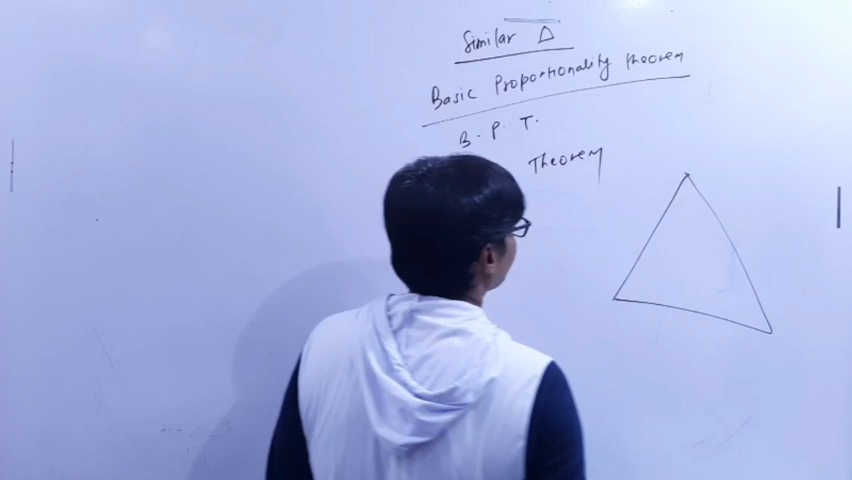 Similar Δ
Basic Proportionality theorem
B. P. T.
Theorem